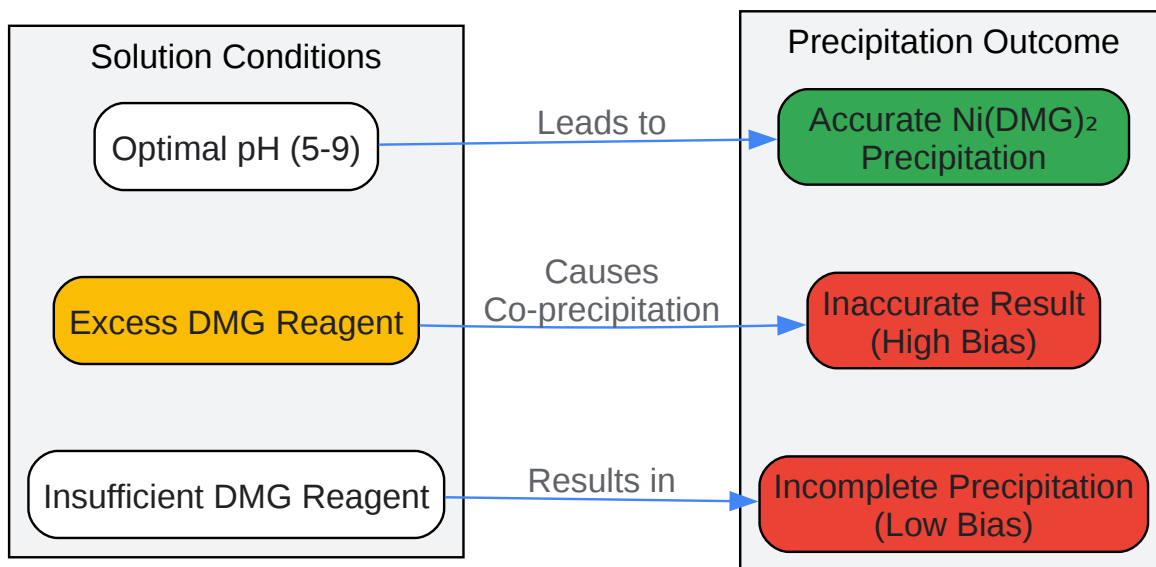 Solution Conditions
Precipitation Outcome
Optimal pH (5-9)
Leads to
Accurate Ni(DMG)₂
Precipitation
Excess DMG Reagent
Causes
Co-precipitation
Inaccurate Result
(High Bias)
Insufficient DMG Reagent
Results in
Incomplete Precipitation
(Low Bias)